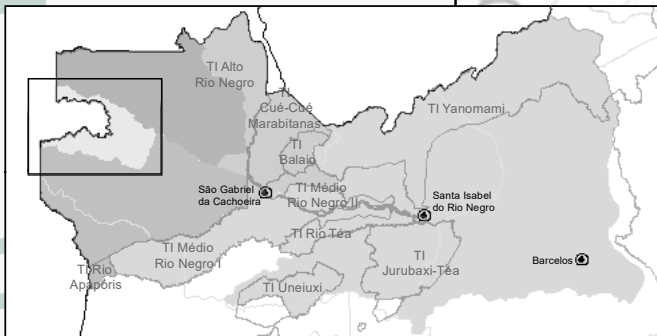 TI Alto
Rio Negro
TI
Cué-Cué
Marabitanas
TI Yanomami
TI
Balaio
São Gabriel
da Cachoeira
TI Médio
Rio Negro II
Santa Isabel
do Rio Negro
TI Rio Téa
TI Médio
Rio Negro I
TI
Jurubaxi-Téa
Barcelos
TI Rio
Apapóris
TI Uneiuxi